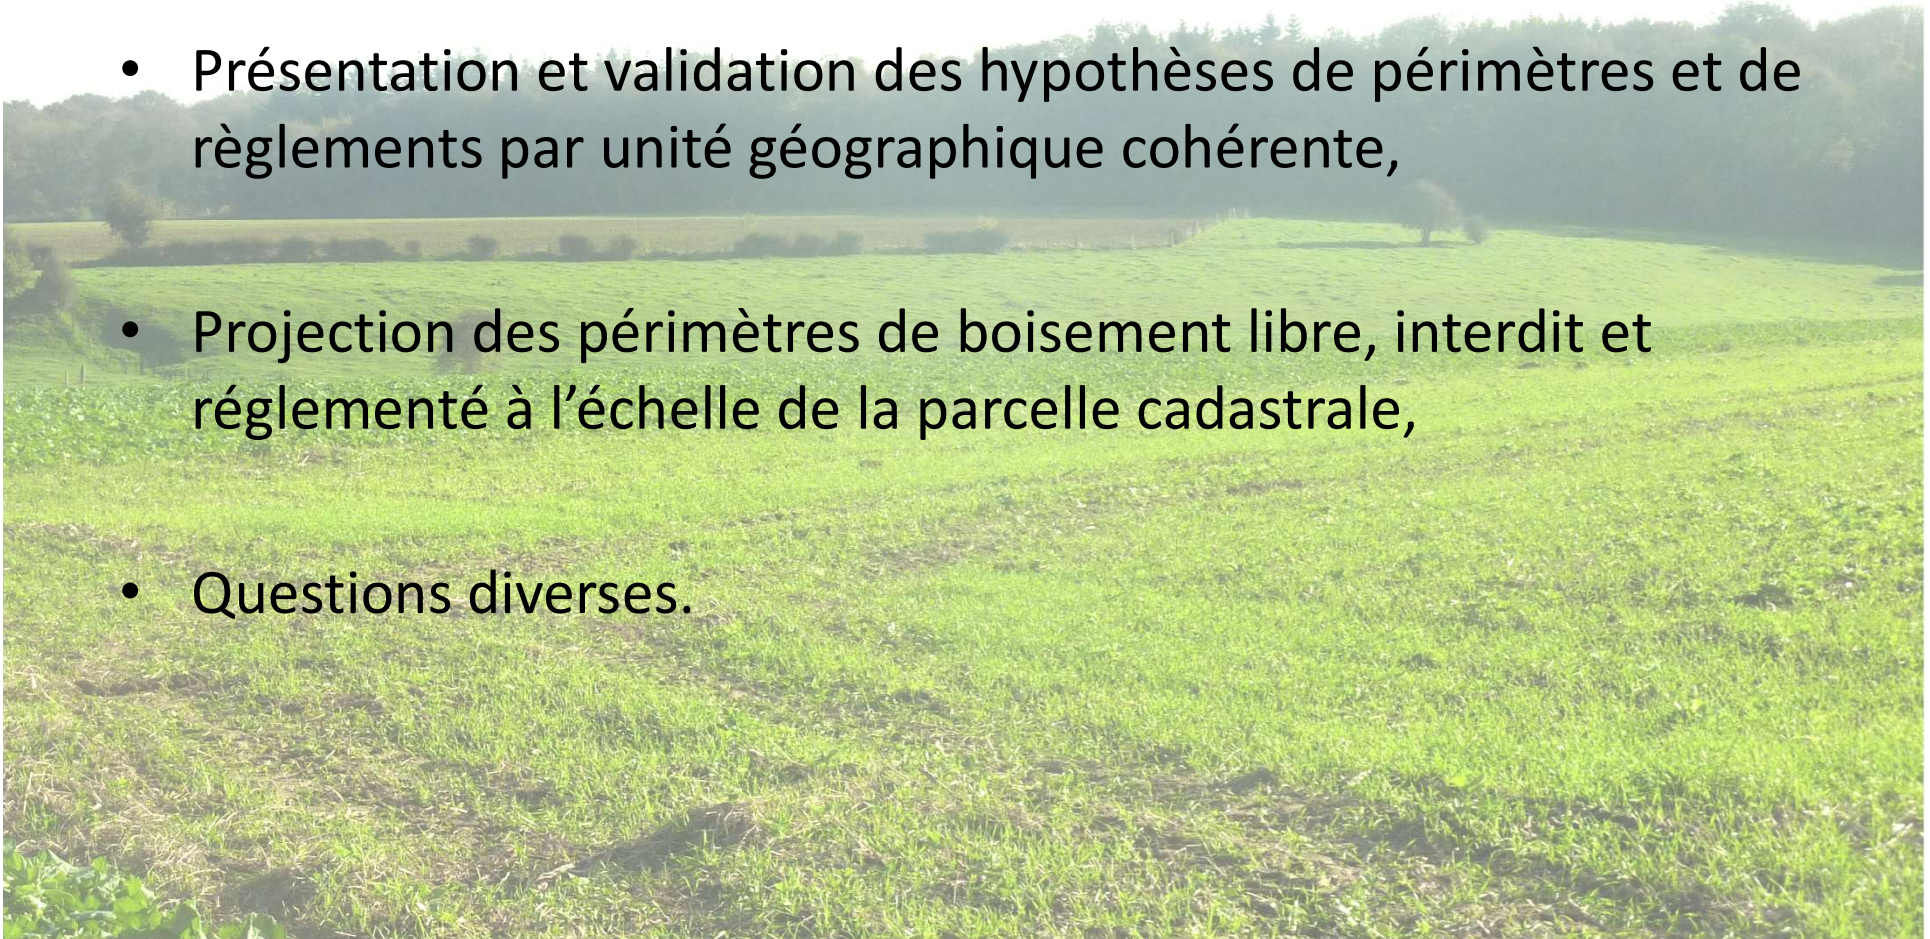 • Présentation et validation des hypothèses de périmètres et de
règlements par unité géographique cohérente,
• Projection des périmètres de boisement libre, interdit et
réglementé à l’échelle de la parcelle cadastrale,
• Questions diverses.